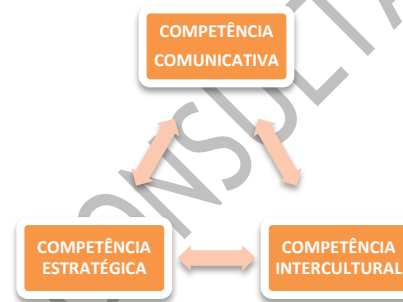 COMPETÊNCIA
COMUNICATIVA
COMPETÊNCIA
ESTRATÉGICA
COMPETÊNCIA
INTERCULTURAL